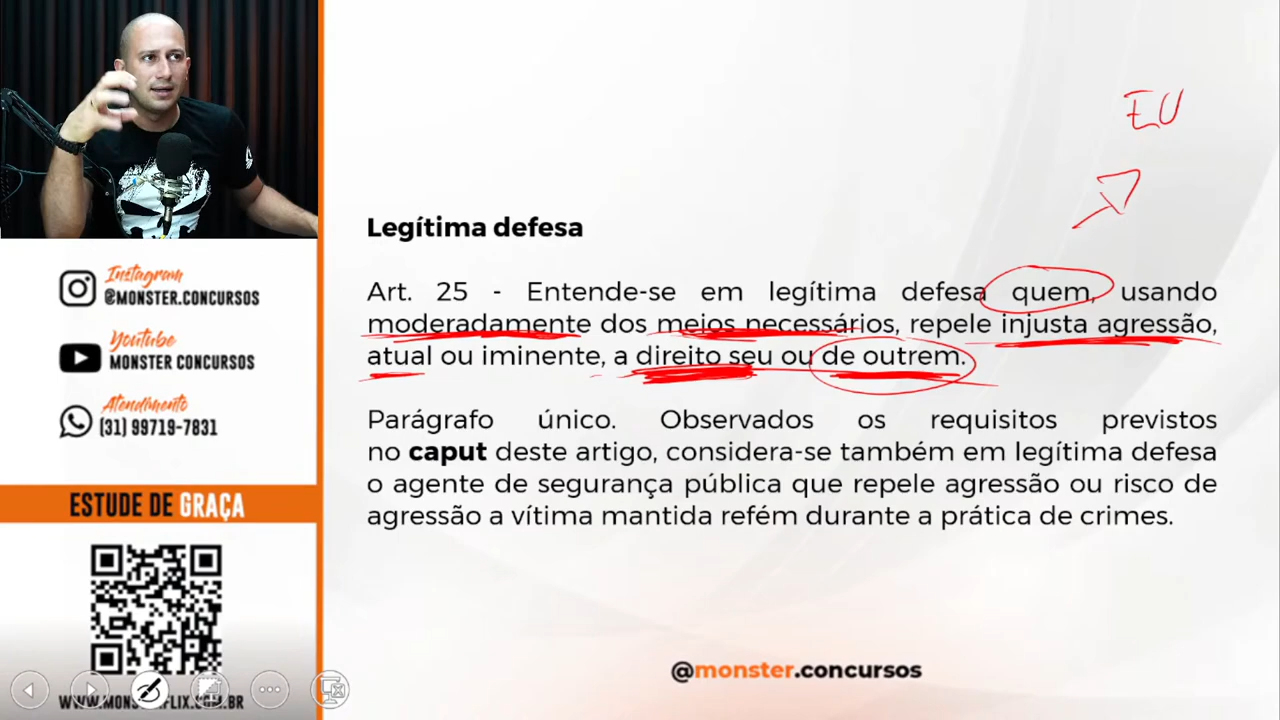 EU
Legítima defesa
Art. 25 - Entende-se em legítima defesa quem, usando
moderadamente dos meios necessários, repele injusta agressão,
atual ou iminente, a direito seu ou de outrem.
Parágrafo único. Observados os requisitos previstos
no caput deste artigo, considera-se também em legítima defesa
o agente de segurança pública que repele agressão ou risco de
agressão a vítima mantida refém durante a prática de crimes.
@monster.concursos
Instagram
@MONSTER.CONCURSOS
Youtube
MONSTER CONCURSOS
Atendimento
(31) 99719-7831
ESTUDE DE GRAÇA